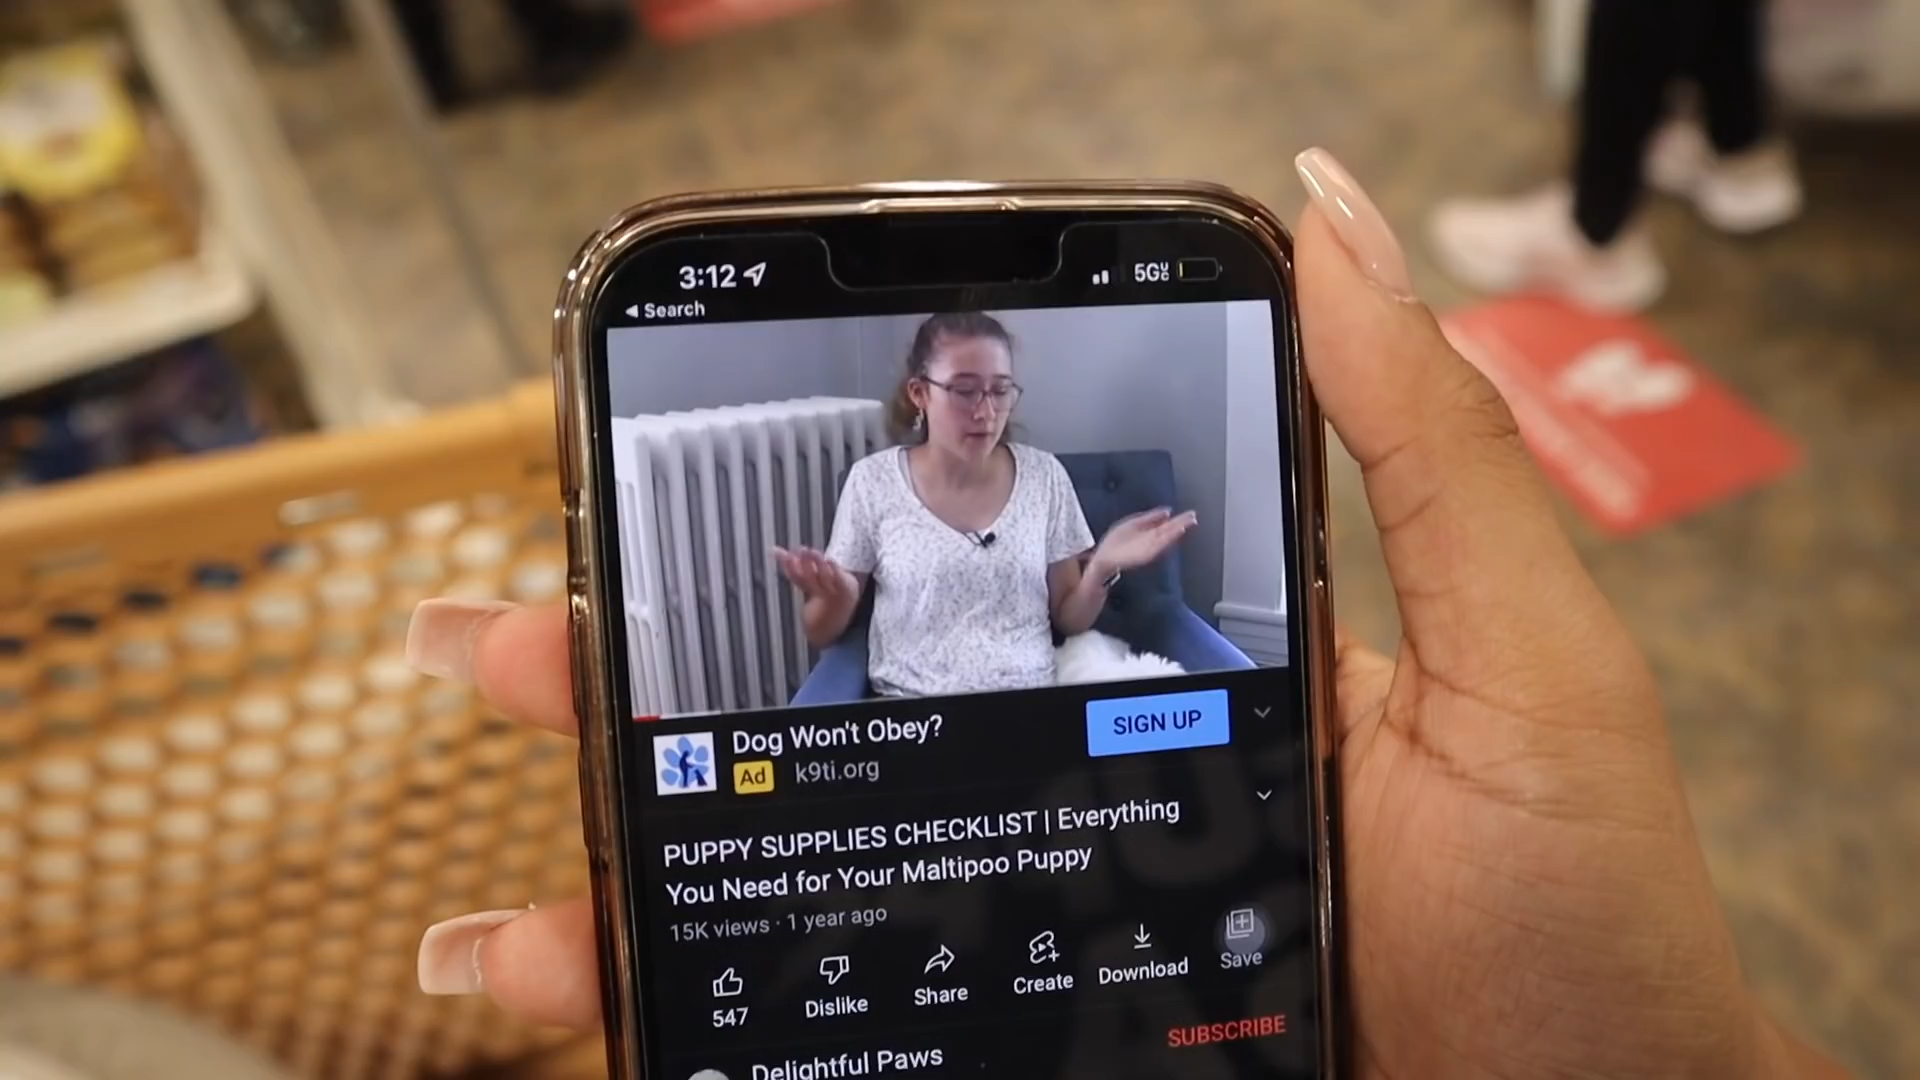 3:12
5G UC
◀ Search
Dog Won't Obey?
SIGN UP
Ad k9ti.org
PUPPY SUPPLIES CHECKLIST | Everything
You Need for Your Maltipoo Puppy
15K views · 1 year ago
547
Dislike
Share
Create
Download
Save
Delightful Paws
SUBSCRIBE